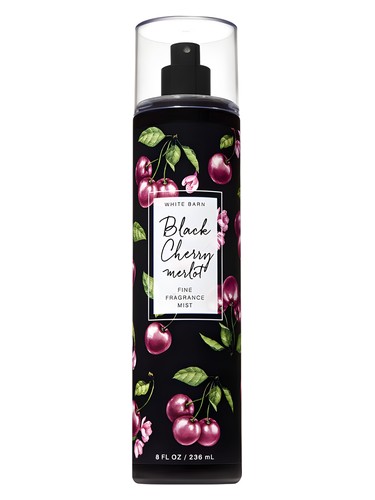 WHITE BARN
Black
Cherry
merlot
FINE
FRAGRANCE
MIST
8 FL OZ / 236 mL